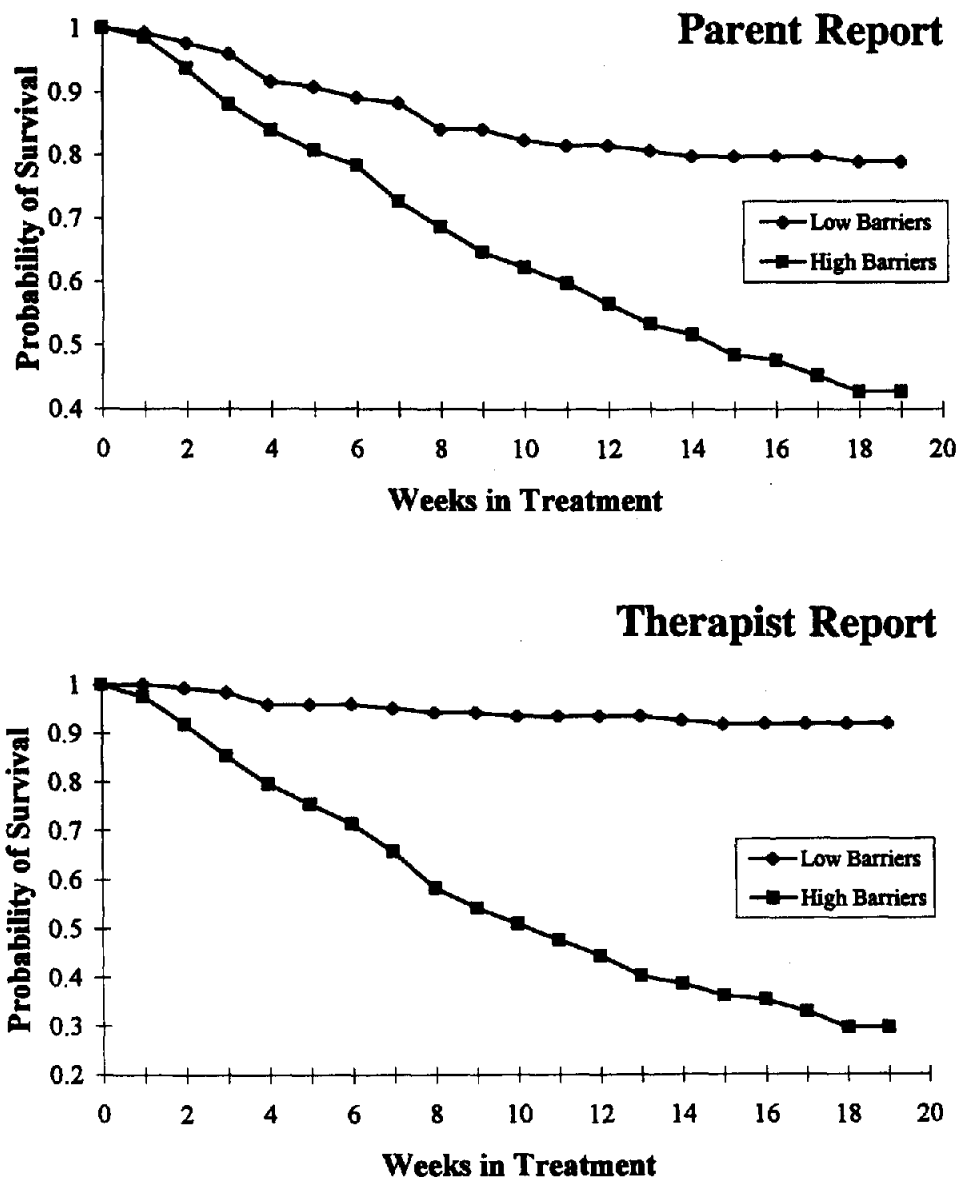 Parent Report
1
0.9
0.8
0.7
0.6
0.5
0.4
Probability of Survival
Low Barriers
High Barriers
0 2 4 6 8 10 12 14 16 18 20
Weeks in Treatment
Therapist Report
1
0.9
0.8
0.7
0.6
0.5
0.4
0.3
0.2
Probability of Survival
Low Barriers
High Barriers
0 2 4 6 8 10 12 14 16 18 20
Weeks in Treatment